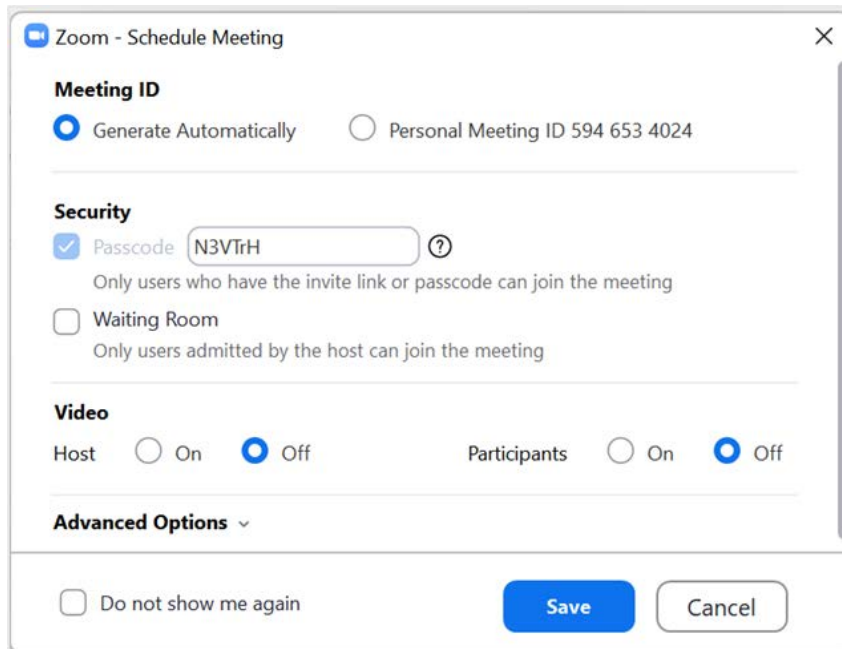 Zoom - Schedule Meeting
Meeting ID
Generate Automatically Personal Meeting ID 594 653 4024
Security
Passcode N3VTrH ?
Only users who have the invite link or passcode can join the meeting
Waiting Room
Only users admitted by the host can join the meeting
Video
Host On Off Participants On Off
Advanced Options
Do not show me again Save Cancel